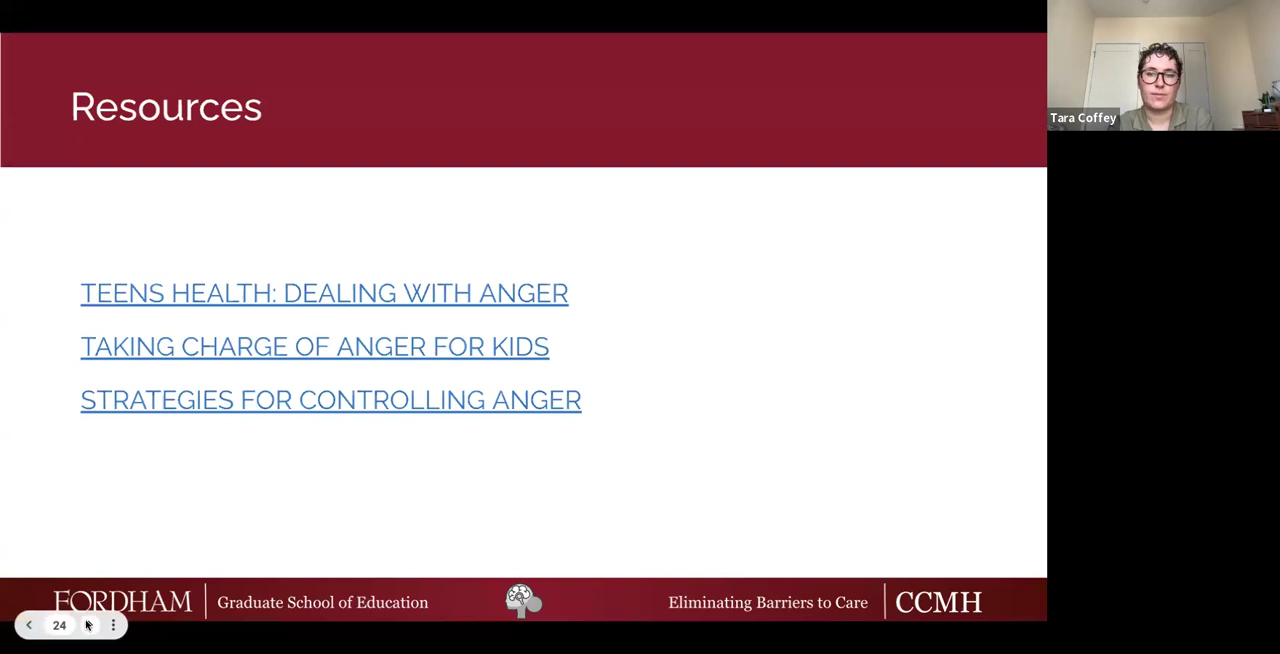 Resources
Tara Coffey
TEENS HEALTH: DEALING WITH ANGER
TAKING CHARGE OF ANGER FOR KIDS
STRATEGIES FOR CONTROLLING ANGER
FORDHAM Graduate School of Education Eliminating Barriers to Care CCMH
24